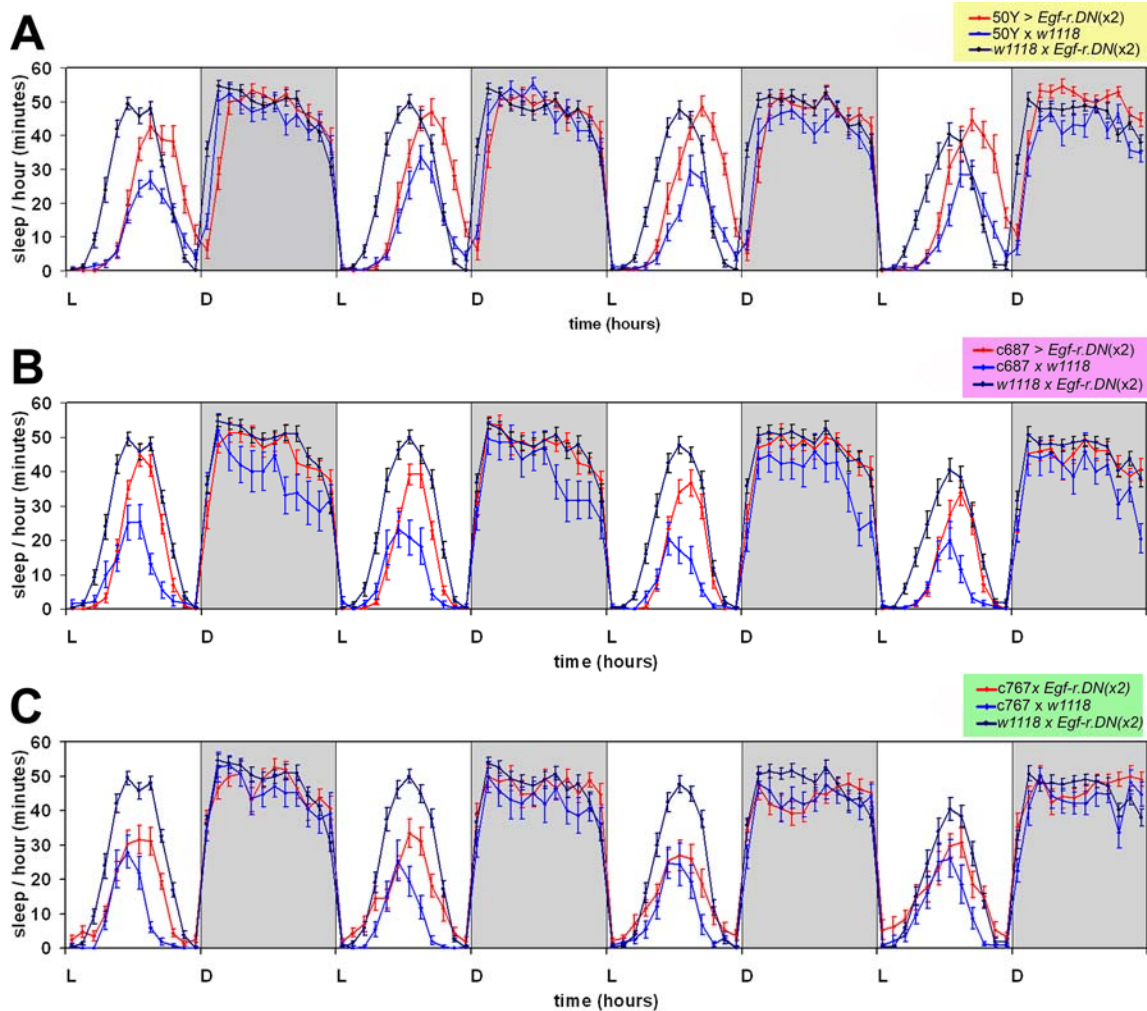 A
50Y > Egf-r.DN(x2)
50Y x w1118
w1118 x Egf-r.DN(x2)
sleep / hour (minutes)
60
50
40
30
20
10
0
L D L D L D L D
time (hours)
B
c687 > Egf-r.DN(x2)
c687 x w1118
w1118 x Egf-r.DN(x2)
sleep / hour (minutes)
60
50
40
30
20
10
0
L D L D L D L D
time (hours)
C
c767x Egf-r.DN(x2)
c767 x w1118
w1118 x Egf-r.DN(x2)
sleep / hour (minutes)
60
50
40
30
20
10
0
L D L D L D L D
time (hours)